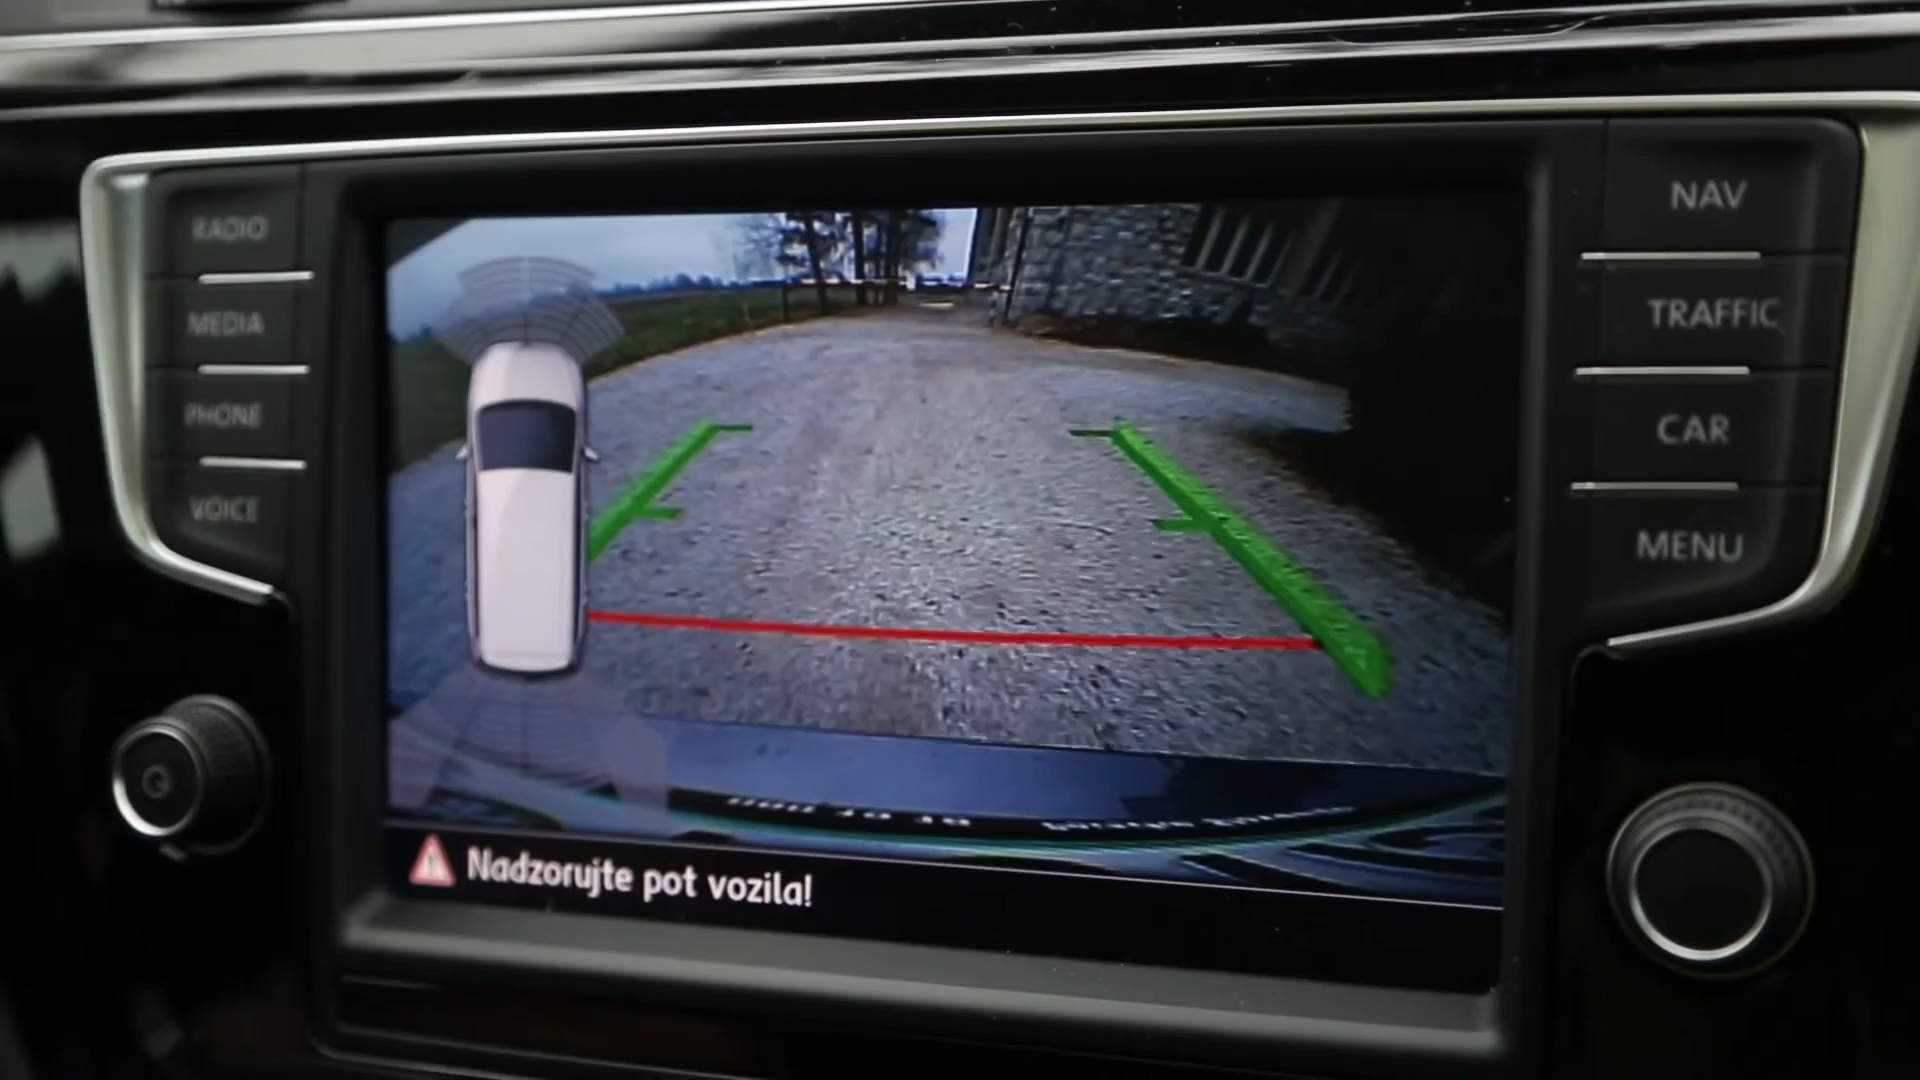 RADIO
MEDIA
PHONE
VOICE
NAV
TRAFFIC
CAR
MENU
Nadzorujte pot vozila!